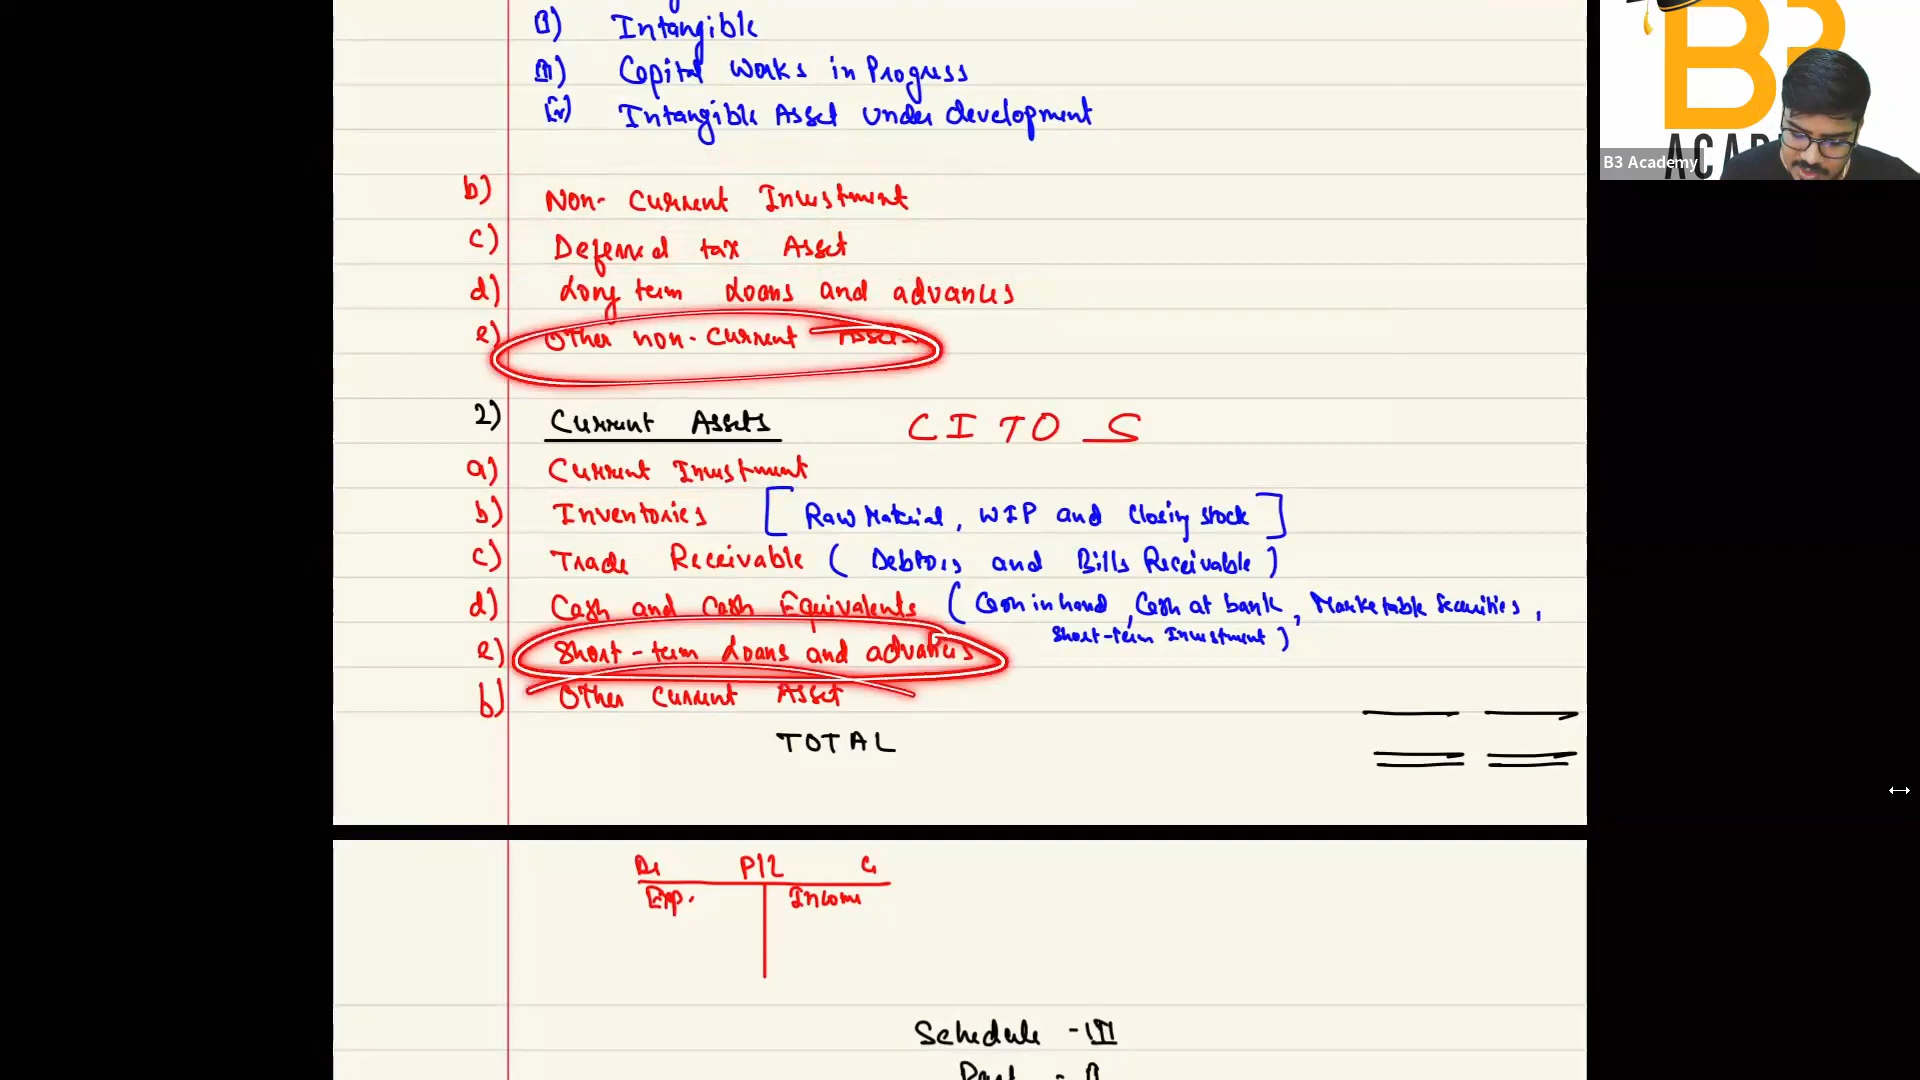 II) Intangible
III) Capital Works in Progress
IV) Intangible Asset under development
b) Non-Current Investment
c) Deferred tax Asset
d) Long term Loans and advances
e) Other non-current Assets
2) Current Assets CITO S
a) Current Investment
b) Inventories [Raw Material, WIP and Closing stock]
c) Trade Receivable (Debtors and Bills Receivable)
d) Cash and Cash Equivalents (Cash in hand, Cash at bank, Marketable Securities,
Short-term Investment)
e) Short-term Loans and advances
b) Other Current Asset
TOTAL
Dr P/L Cr
Exp. Income
Schedule - III
B3
ACAD
B3 Academy